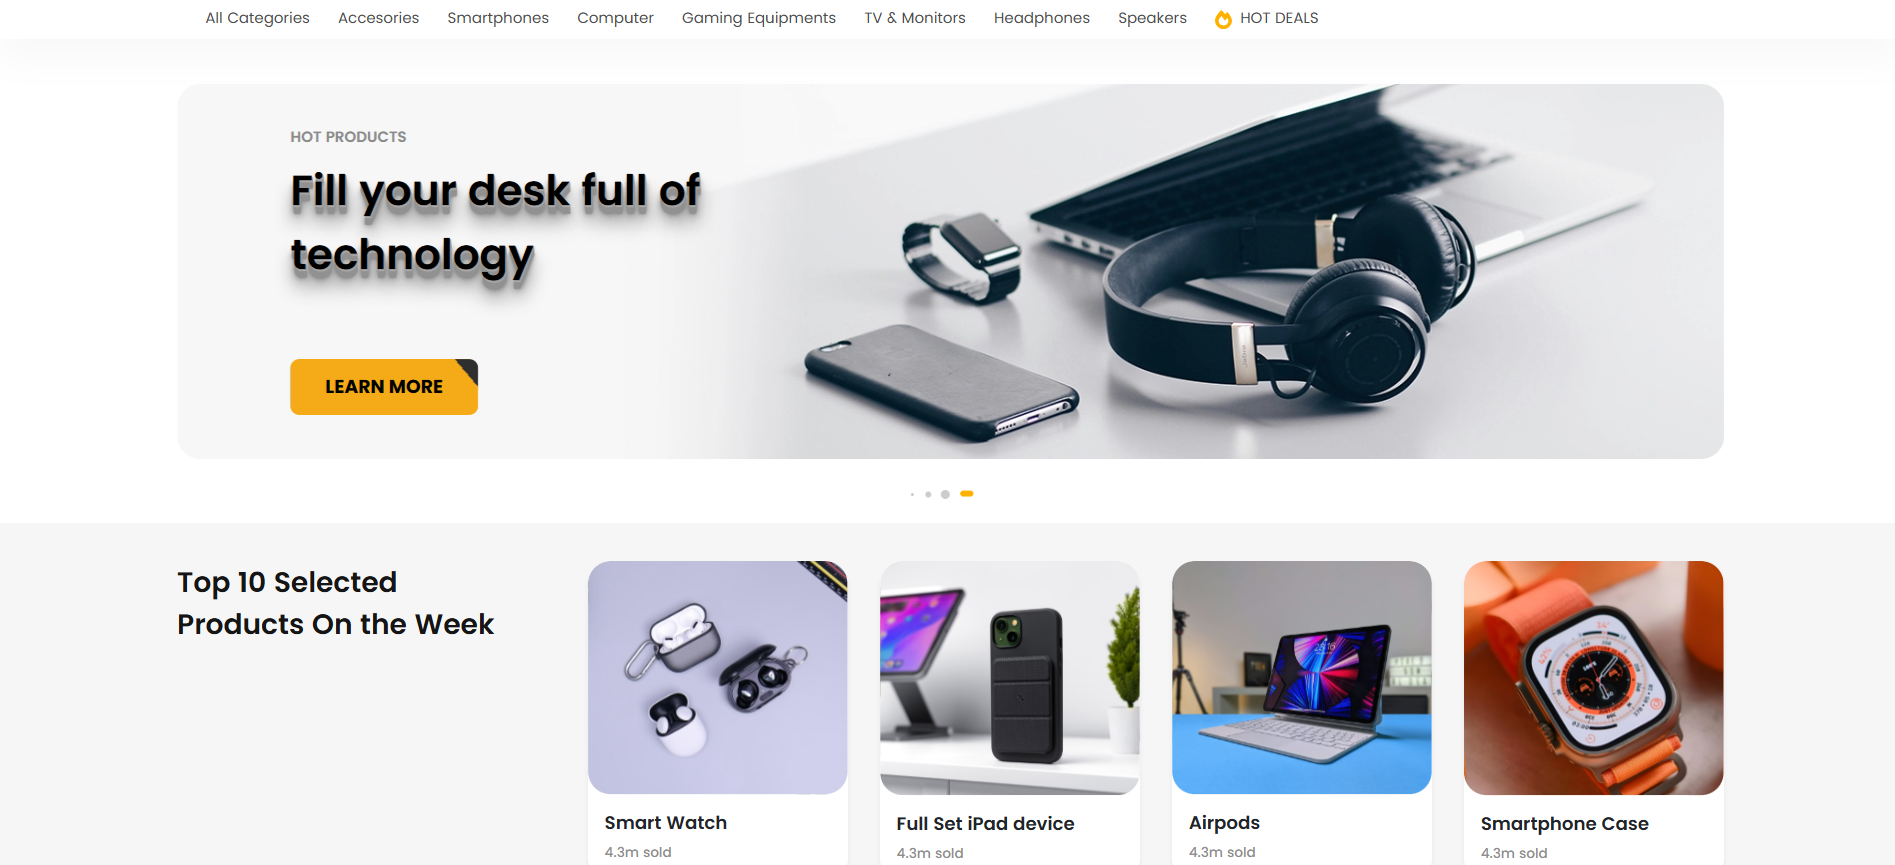 All Categories Accesories Smartphones Computer Gaming Equipments TV & Monitors Headphones Speakers HOT DEALS
HOT PRODUCTS
Fill your desk full of
technology
LEARN MORE
Top 10 Selected
Products On the Week
Smart Watch
4.3m sold
Full Set iPad device
4.3m sold
Airpods
4.3m sold
Smartphone Case
4.3m sold